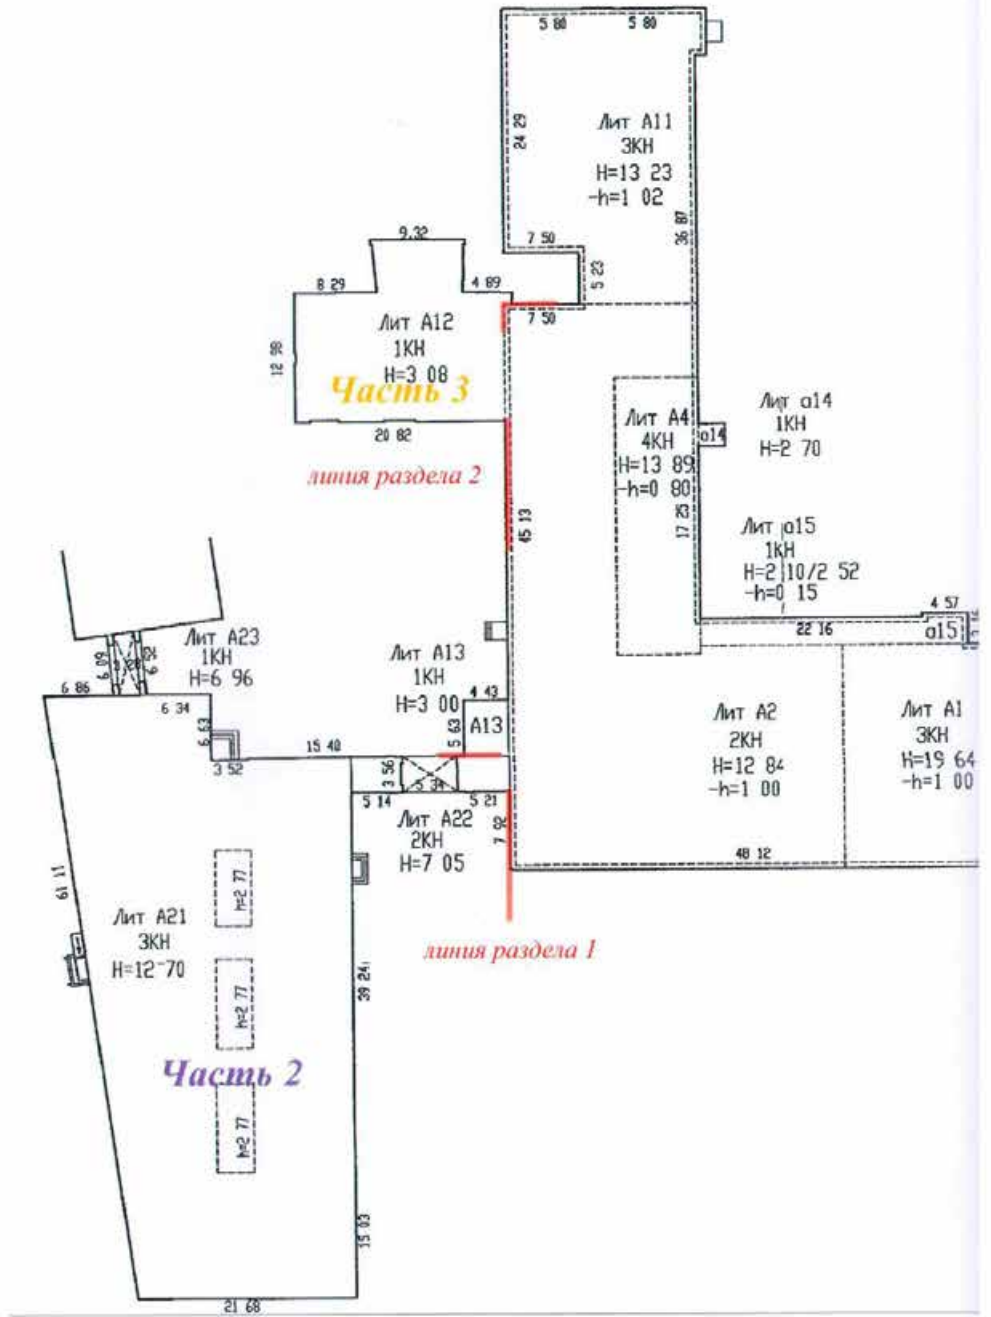 5 80
5 80
24 29
Лит А11
3КН
Н=13 23
-h=1 02
36 87
7 50
5 23
9,32
8 29
4 89
7 50
Лит А12
1КН
Н=3 08
12 98
Часть 3
20 82
линия раздела 2
45 13
Лит А4
4КН
Н=13 89
-h=0 80
а14
Лит а14
1КН
Н=2 70
Лит а15
1КН
Н=2 10/2 52
-h=0 15
4 57
22 16
а15
Лит А23
1КН
Н=6 96
6 09
6 86
6 34
6 63
3 52
15 40
Лит А13
1КН
Н=3 00
4 43
5 63
А13
3 56
5 34
5 14
5 21
Лит А22
2КН
Н=7 05
Лит А2
2КН
Н=12 84
-h=1 00
Лит А1
3КН
Н=19 64
-h=1 00
48 12
линия раздела 1
h=2 77
h=2 77
h=2 77
Лит А21
3КН
Н=12 70
39 24
Часть 2
15 03
21 68